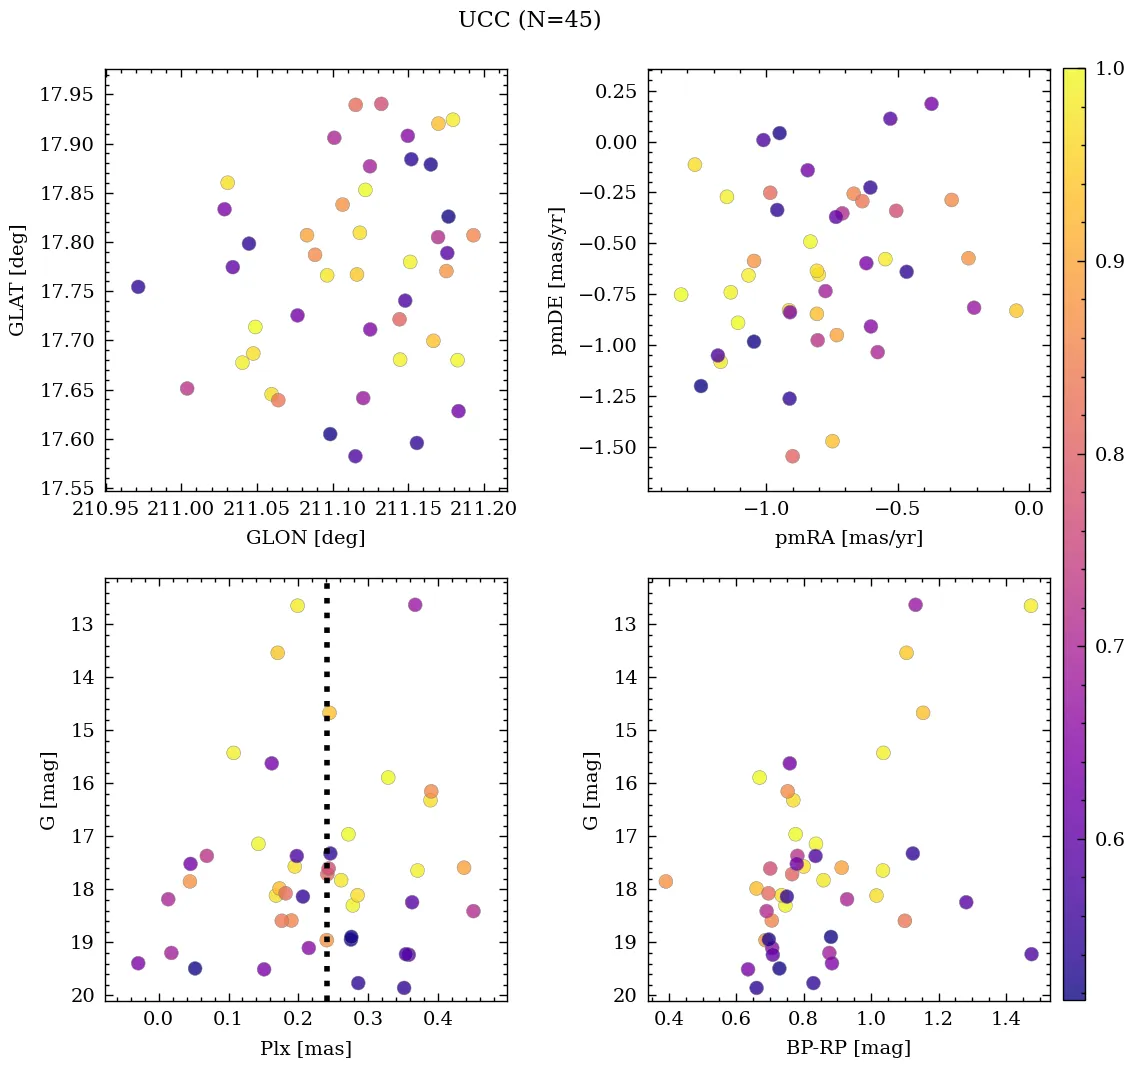 UCC (N=45)
17.95
17.90
17.85
17.80
17.75
17.70
17.65
17.60
17.55
GLAT [deg]
210.95 211.00 211.05 211.10 211.15 211.20
GLON [deg]
0.25
0.00
−0.25
−0.50
−0.75
−1.00
−1.25
−1.50
pmDE [mas/yr]
−1.0 −0.5 0.0
pmRA [mas/yr]
1.0
0.9
0.8
0.7
0.6
13
14
15
16
17
18
19
20
G [mag]
0.0 0.1 0.2 0.3 0.4
Plx [mas]
13
14
15
16
17
18
19
20
G [mag]
0.4 0.6 0.8 1.0 1.2 1.4
BP-RP [mag]